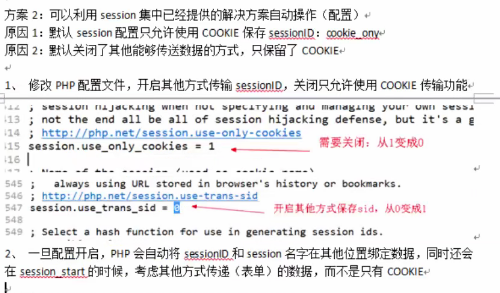 方案 2：可以利用 session 集中已经提供的解决方案自动操作（配置）
原因 1：默认 session 配置只允许使用 COOKIE 保存 sessionID：cookie_ony
原因 2：默认关闭了其他能够传送数据的方式，只保留了 COOKIE
1、 修改 PHP 配置文件，开启其他方式传输 sessionID，关闭只允许使用 COOKIE 传输功能
; session hijacking when not specifying and managing your own sessi
413 ; not the end all be all of session hijacking defense, but it's a g
414 ; http://php.net/session.use-only-cookies
415 session.use_only_cookies = 1 需要关闭：从1变成0
416
545 ; always using URL stored in browser's history or bookmarks.
546 ; http://php.net/session.use-trans-sid
547 session.use_trans_sid = 0 开启其他方式保存sid，从0变成1
; Select a hash function for use in generating session ids.
2、 一旦配置开启，PHP 会自动将 sessionID 和 session 名字在其他位置绑定数据，同时还会
在 session_start 的时候，考虑其他方式传递（表单）的数据，而不是只有 COOKIE